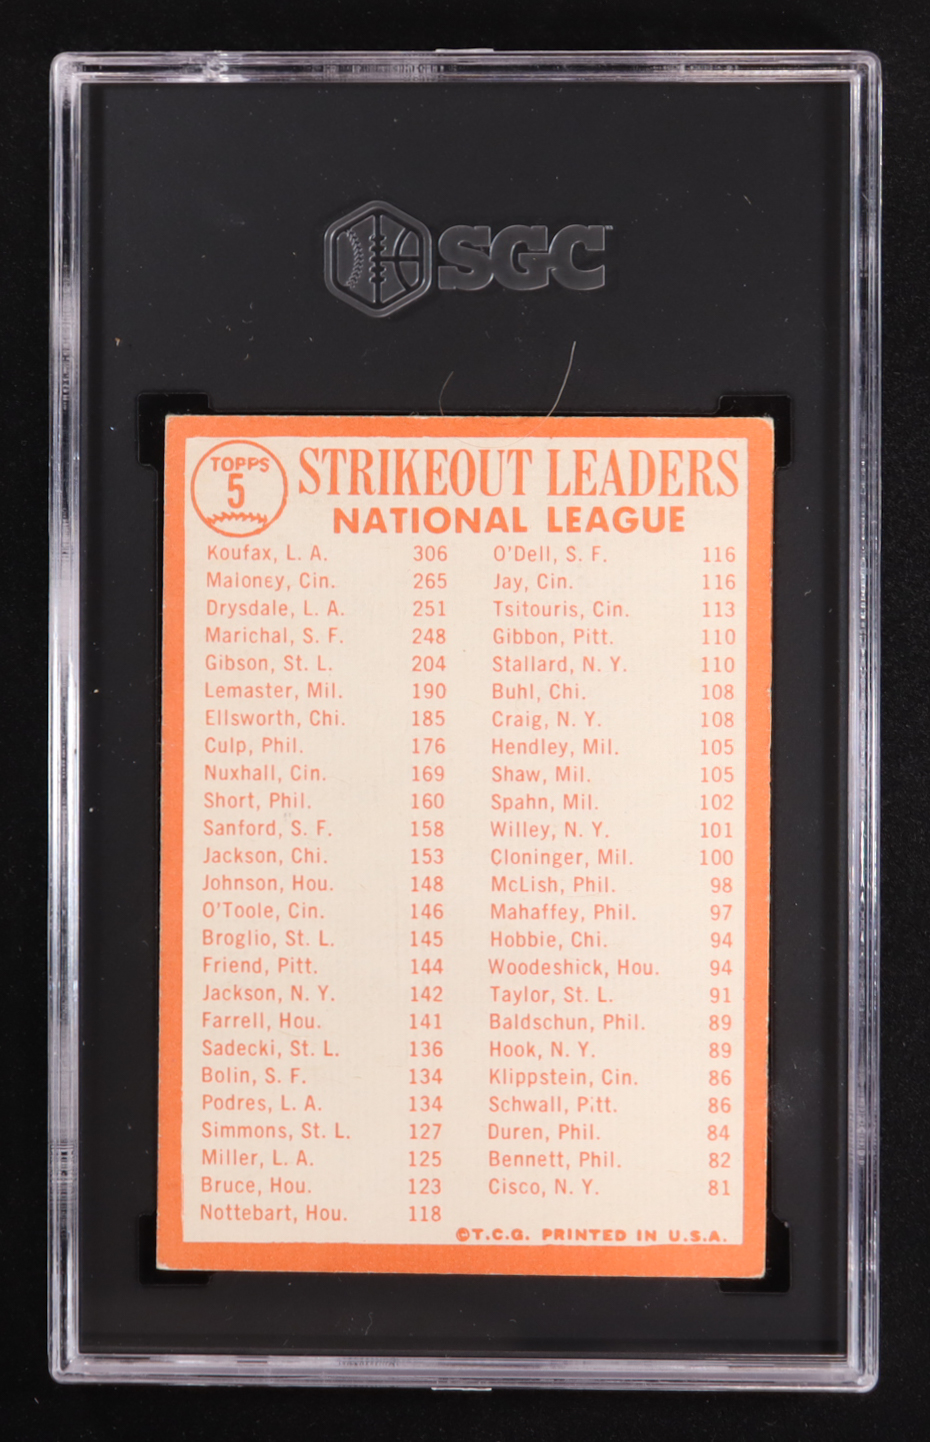 SGC
TOPPS
5
STRIKEOUT LEADERS
NATIONAL LEAGUE
Koufax, L. A. 306
Maloney, Cin. 265
Drysdale, L. A. 251
Marichal, S. F. 248
Gibson, St. L. 204
Lemaster, Mil. 190
Ellsworth, Chi. 185
Culp, Phil. 176
Nuxhall, Cin. 169
Short, Phil. 160
Sanford, S. F. 158
Jackson, Chi. 153
Johnson, Hou. 148
O'Toole, Cin. 146
Broglio, St. L. 145
Friend, Pitt. 144
Jackson, N. Y. 142
Farrell, Hou. 141
Sadecki, St. L. 136
Bolin, S. F. 134
Podres, L. A. 134
Simmons, St. L. 127
Miller, L. A. 125
Bruce, Hou. 123
Nottebart, Hou. 118
O'Dell, S. F. 116
Jay, Cin. 116
Tsitouris, Cin. 113
Gibbon, Pitt. 110
Stallard, N. Y. 110
Buhl, Chi. 108
Craig, N. Y. 108
Hendley, Mil. 105
Shaw, Mil. 105
Spahn, Mil. 102
Willey, N. Y. 101
Cloninger, Mil. 100
McLish, Phil. 98
Mahaffey, Phil. 97
Hobbie, Chi. 94
Woodeshick, Hou. 94
Taylor, St. L. 91
Baldschun, Phil. 89
Hook, N. Y. 89
Klippstein, Cin. 86
Schwall, Pitt. 86
Duren, Phil. 84
Bennett, Phil. 82
Cisco, N. Y. 81
©T.C.G. PRINTED IN U.S.A.